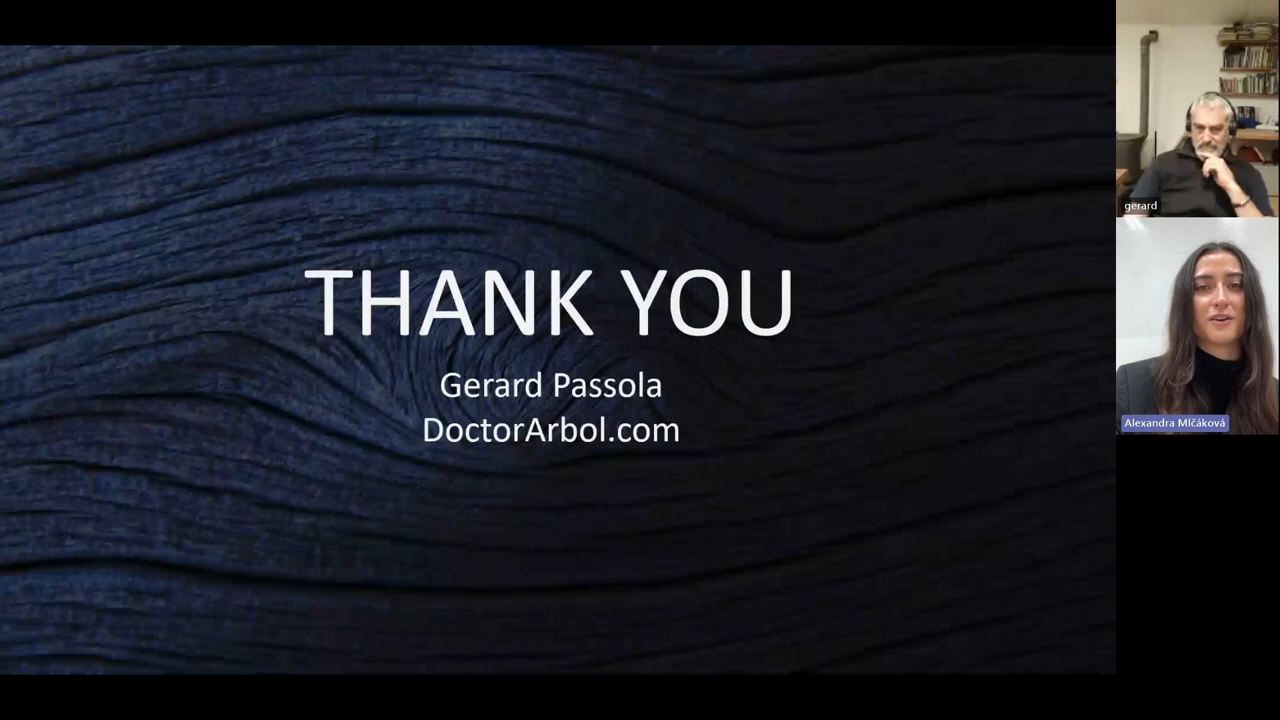 THANK YOU
Gerard Passola
DoctorArbol.com
gerard
Alexandra Mlčáková